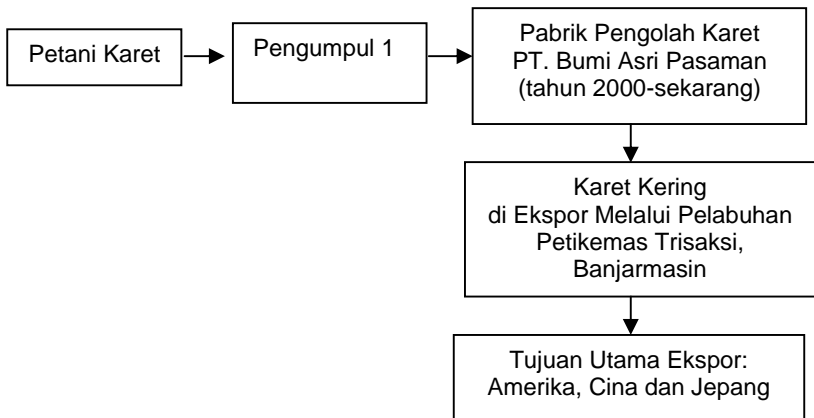 Petani Karet
Pengumpul 1
Pabrik Pengolah Karet
PT. Bumi Asri Pasaman
(tahun 2000-sekarang)
Karet Kering
di Ekspor Melalui Pelabuhan
Petikemas Trisaksi,
Banjarmasin
Tujuan Utama Ekspor:
Amerika, Cina dan Jepang